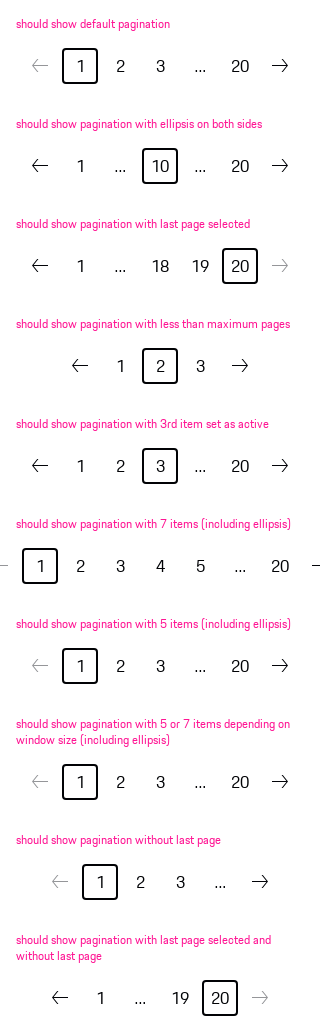 should show default pagination
← 1 2 3 ... 20 →
should show pagination with ellipsis on both sides
← 1 ... 10 ... 20 →
should show pagination with last page selected
← 1 ... 18 19 20 →
should show pagination with less than maximum pages
← 1 2 3 →
should show pagination with 3rd item set as active
← 1 2 3 ... 20 →
should show pagination with 7 items (including ellipsis)
1 2 3 4 5 ... 20
should show pagination with 5 items (including ellipsis)
← 1 2 3 ... 20 →
should show pagination with 5 or 7 items depending on
window size (including ellipsis)
← 1 2 3 ... 20 →
should show pagination without last page
← 1 2 3 ... →
should show pagination with last page selected and
without last page
← 1 ... 19 20 →